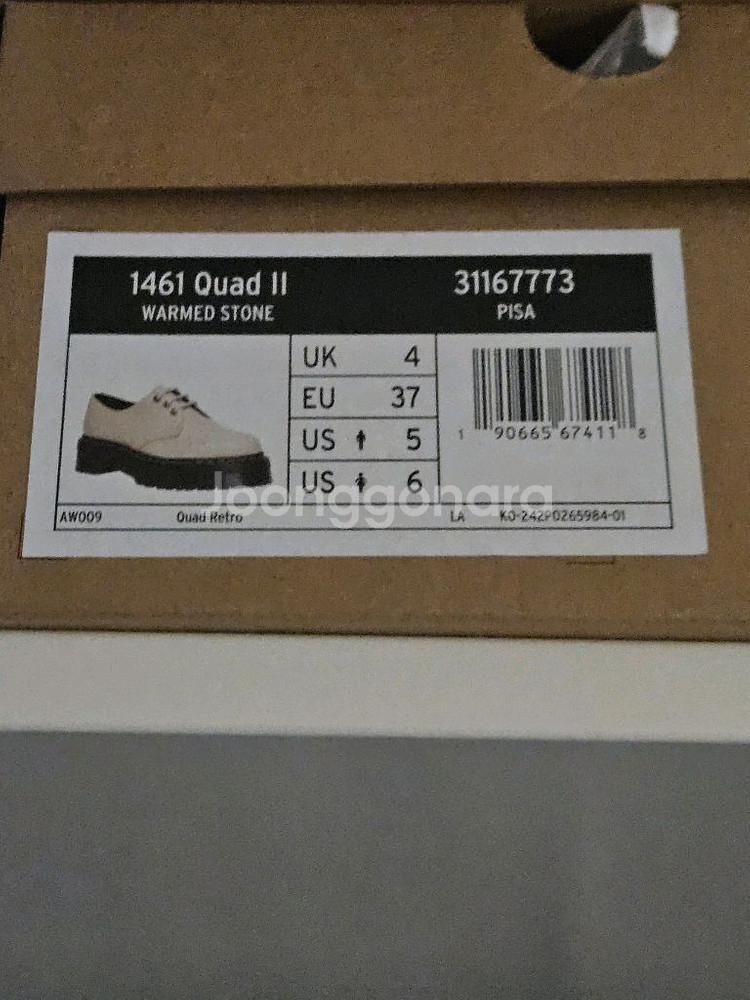 1461 Quad II
WARMED STONE
31167773
PISA
UK 4
EU 37
US 5
US 6
1 90665 67411 8
AW009
Quad Retro
LA
KO-242P0265984-01
Joonggonara